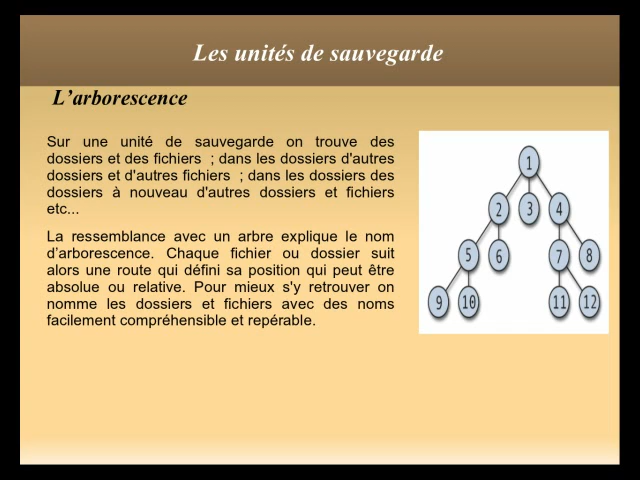 Les unités de sauvegarde
L’arborescence
Sur une unité de sauvegarde on trouve des
dossiers et des fichiers  ; dans les dossiers d'autres
dossiers et d'autres fichiers  ; dans les dossiers des
dossiers à nouveau d'autres dossiers et fichiers
etc...
La ressemblance avec un arbre explique le nom
d’arborescence. Chaque fichier ou dossier suit
alors une route qui défini sa position qui peut être
absolue ou relative. Pour mieux s'y retrouver on
nomme les dossiers et fichiers avec des noms
facilement compréhensible et repérable.
1
2 3 4
5 6 7 8
9 10 11 12